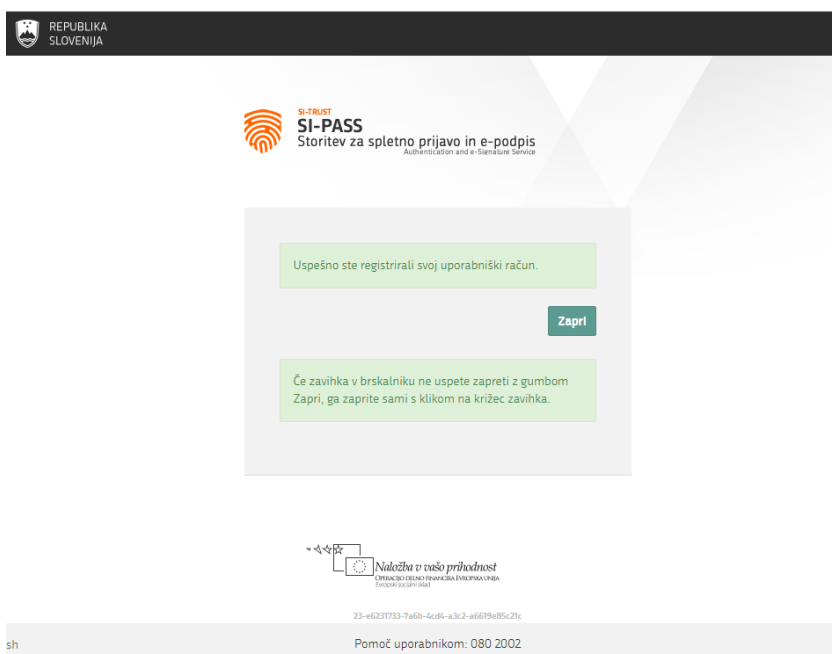 REPUBLIKA
SLOVENIJA
SI-TRUST
SI-PASS
Storitev za spletno prijavo in e-podpis
Authentication and e-Signature Service
Uspešno ste registrirali svoj uporabniški račun.
Zapri
Če zavihka v brskalniku ne uspete zapreti z gumbom
Zapri, ga zaprite sami s klikom na križec zavihka.
Naložba v vašo prihodnost
OPERACIJO DELNO FINANCIRA EVROPSKA UNIJA
Evropski socialni sklad
23-e6231733-7a6b-4cd4-a3c2-a6619e85c21c
sh
Pomoč uporabnikom: 080 2002